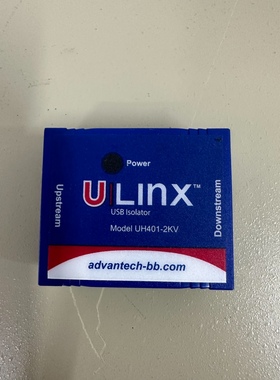 Power
ULINX™
USB Isolator
Model UH401-2KV
Upstream
Downstream
advantech-bb.com